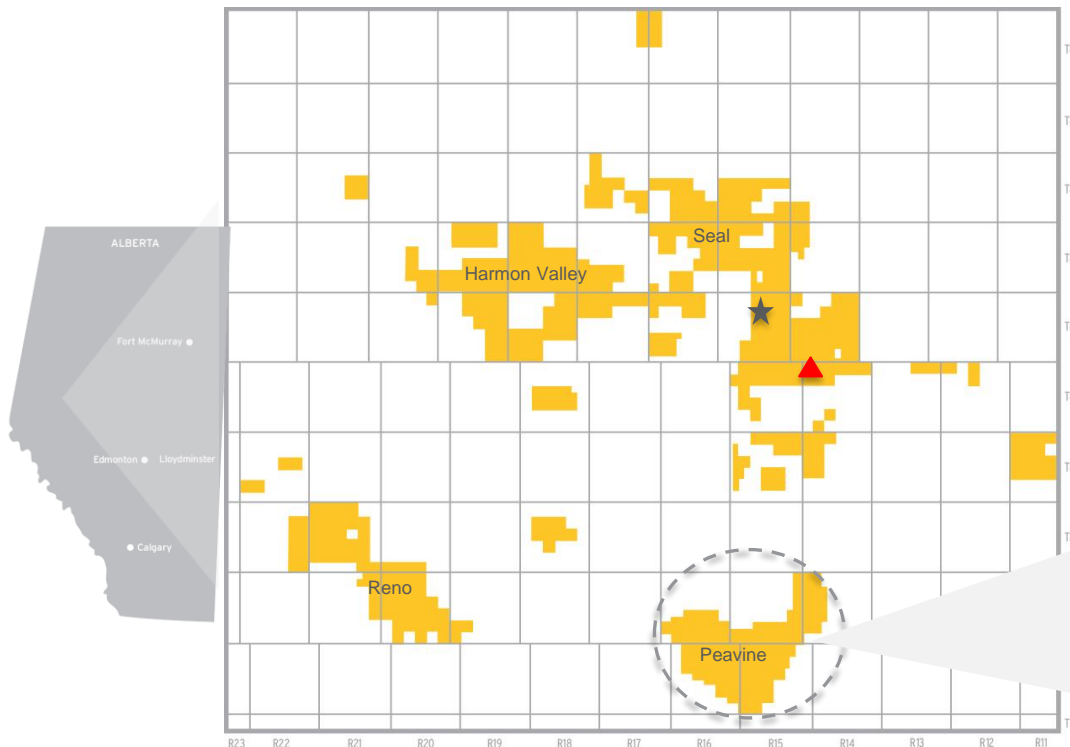 ALBERTA
Fort McMurray
Edmonton
Lloydminster
Calgary
Seal
Harmon Valley
Reno
Peavine
R23
R22
R21
R20
R19
R18
R17
R16
R15
R14
R13
R12
R11